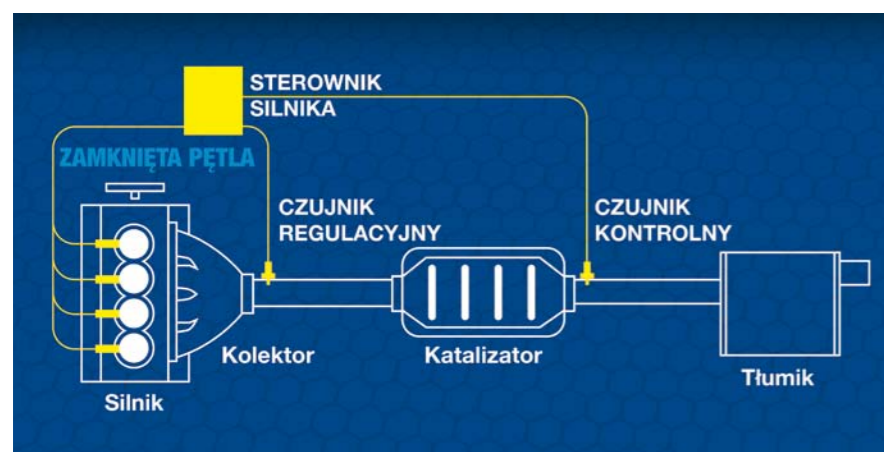 STEROWNIK
SILNIKA
ZAMKNIĘTA PĘTLA
CZUJNIK
REGULACYJNY
CZUJNIK
KONTROLNY
Kolektor
Katalizator
Tłumik
Silnik